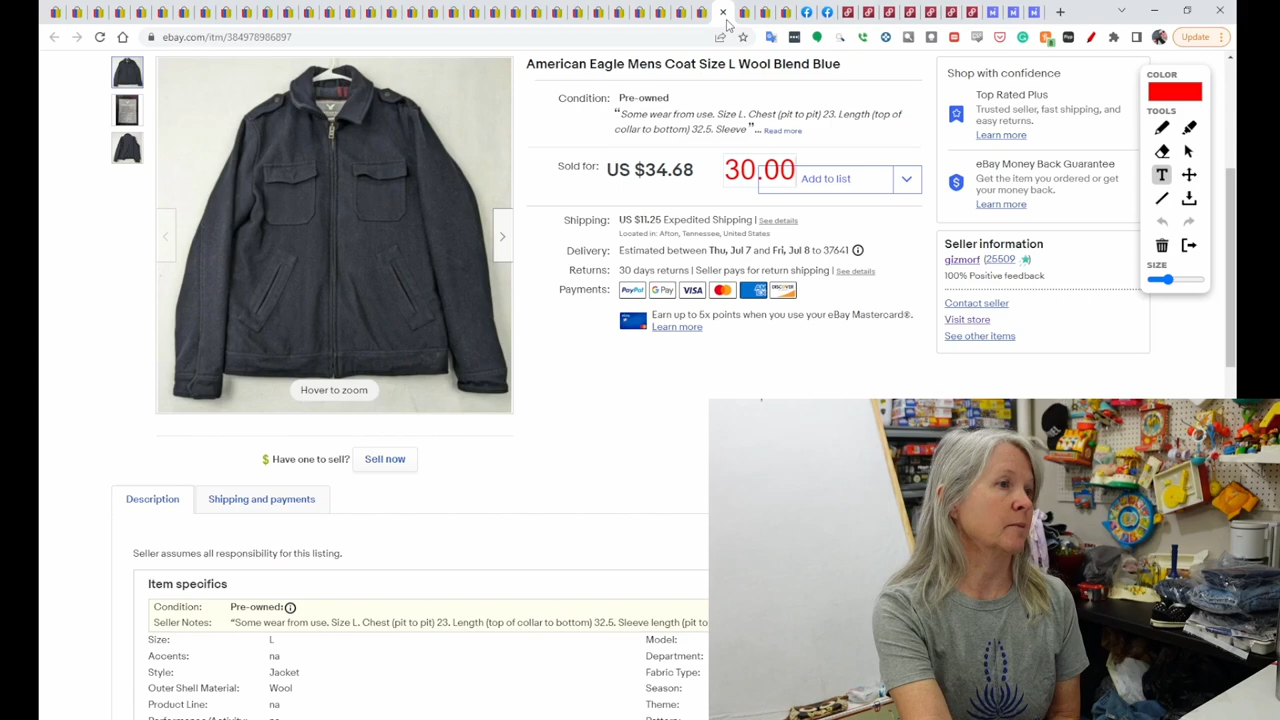 ebay.com/itm/384978986897
Update
American Eagle Mens Coat Size L Wool Blend Blue
Condition: Pre-owned
“Some wear from use. Size L. Chest (pit to pit) 23. Length (top of
collar to bottom) 32.5. Sleeve ”... Read more
Sold for: US $34.68
30.00
Add to list
Shipping: US $11.25 Expedited Shipping | See details
Located in: Afton, Tennessee, United States
Delivery: Estimated between Thu, Jul 7 and Fri, Jul 8 to 37641
Returns: 30 days returns | Seller pays for return shipping | See details
Payments: PayPal G Pay VISA DISCOVER
Earn up to 5x points when you use your eBay Mastercard®.
Learn more
Shop with confidence
Top Rated Plus
Trusted seller, fast shipping, and
easy returns.
Learn more
eBay Money Back Guarantee
Get the item you ordered or get
your money back.
Learn more
Seller information
gizmorf (25509
100% Positive feedback
Contact seller
Visit store
See other items
COLOR
TOOLS
T
SIZE
Hover to zoom
$ Have one to sell? Sell now
Description Shipping and payments
Seller assumes all responsibility for this listing.
Item specifics
Condition: Pre-owned:
Seller Notes: “Some wear from use. Size L. Chest (pit to pit) 23. Length (top of collar to bottom) 32.5. Sleeve length (pit to
Size: L Model:
Accents: na Department:
Style: Jacket Fabric Type:
Outer Shell Material: Wool Season:
Product Line: na Theme: